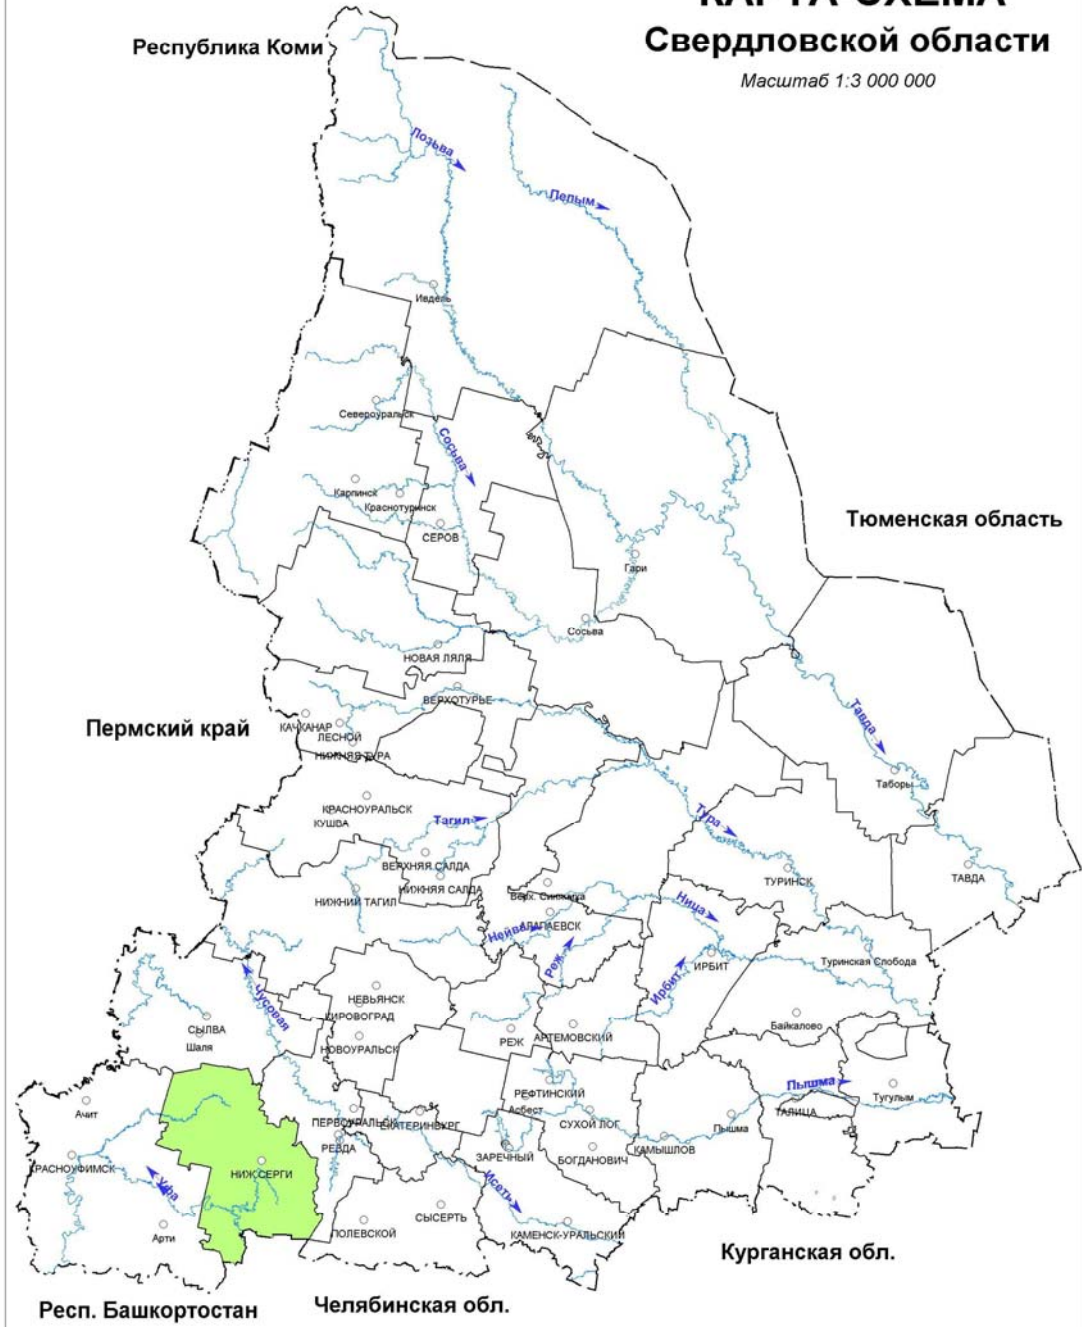 КАРТА-СХЕМА
Свердловской области
Масштаб 1:3 000 000
Республика Коми
Лозьва
Пелым
Ивдель
Североуральск
Сосьва
Карпинск
Краснотурьинск
СЕРОВ
Тюменская область
Гари
Сосьва
НОВАЯ ЛЯЛЯ
ВЕРХОТУРЬЕ
Пермский край
КАЧКАНАР
ЛЕСНОЙ
НИЖНЯЯ ТУРА
Тавда
Таборы
КРАСНОУРАЛЬСК
КУШВА
Тагил
Тура
ВЕРХНЯЯ САЛДА
НИЖНЯЯ САЛДА
ТУРИНСК
ТАВДА
НИЖНИЙ ТАГИЛ
Верх. Синячиха
Ница
АЛАПАЕВСК
Нейва
Реж
ИРБИТ
Ирбит
Туринская Слобода
Чусовая
НЕВЬЯНСК
КИРОВОГРАД
СЫЛВА
Шаля
НОВОУРАЛЬСК
РЕЖ
АРТЕМОВСКИЙ
Байкалово
Пышма
Тугулым
РЕФТИНСКИЙ
Асбест
Ачит
ПЕРВОУРАЛЬСК
ЕКАТЕРИНБУРГ
СУХОЙ ЛОГ
Пышма
ТАЛИЦА
РЕВДА
ЗАРЕЧНЫЙ
БОГДАНОВИЧ
КАМЫШЛОВ
КРАСНОУФИМСК
НИЖ.СЕРГИ
Уфа
Исеть
СЫСЕРТЬ
Арти
ПОЛЕВСКОЙ
КАМЕНСК-УРАЛЬСКИЙ
Курганская обл.
Респ. Башкортостан
Челябинская обл.